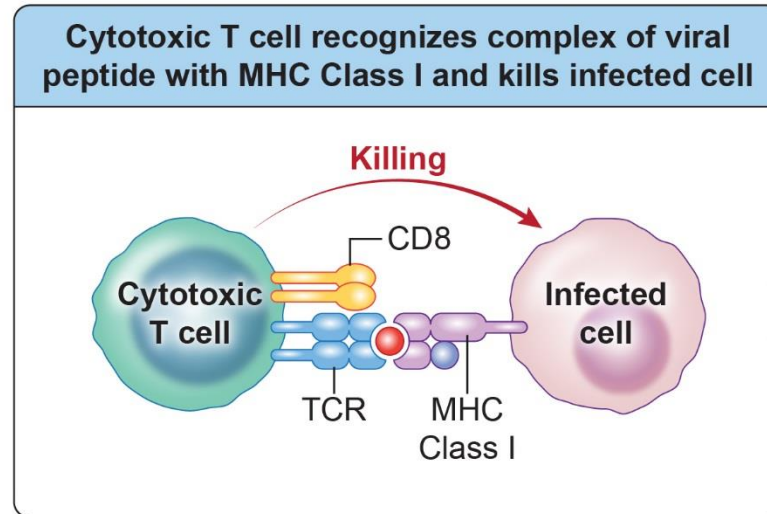 Cytotoxic T cell recognizes complex of viral
peptide with MHC Class I and kills infected cell
Killing
CD8
Cytotoxic
T cell
Infected
cell
TCR
MHC
Class I